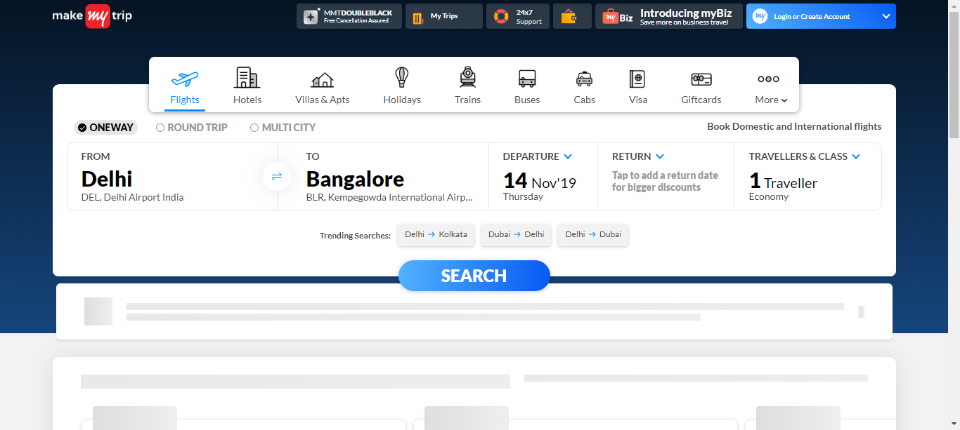 make my trip
MMTDOUBLEBLACK
Free Cancellation Assured
My Trips
24x7
Support
my Biz
Introducing myBiz
Save more on business travel
my
Login or Create Account
Flights
Hotels
Villas & Apts
Holidays
Trains
Buses
Cabs
Visa
Giftcards
More
ONEWAY
ROUND TRIP
MULTI CITY
Book Domestic and International flights
FROM
Delhi
DEL, Delhi Airport India
TO
Bangalore
BLR, Kempegowda International Airp...
DEPARTURE
14 Nov'19
Thursday
RETURN
Tap to add a return date
for bigger discounts
TRAVELLERS & CLASS
1 Traveller
Economy
Trending Searches:
Delhi → Kolkata
Dubai → Delhi
Delhi → Dubai
SEARCH